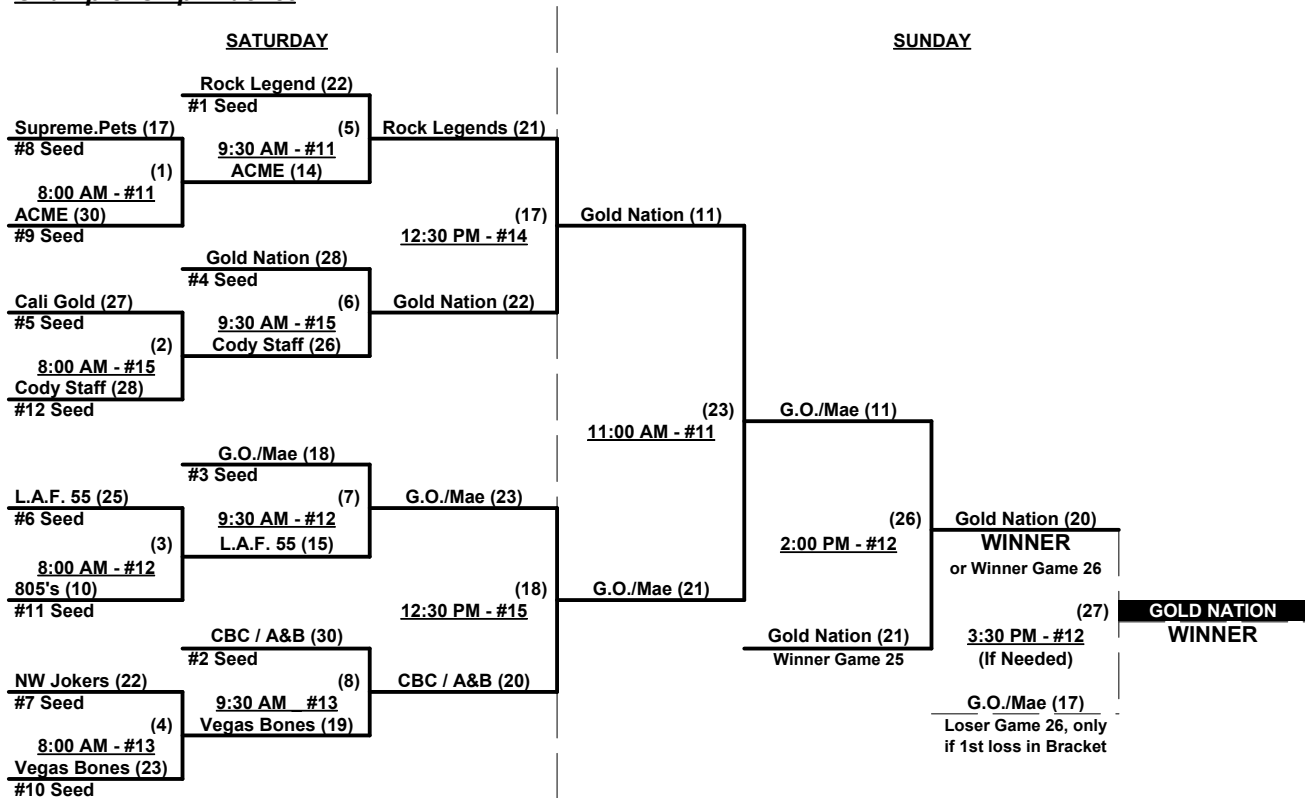 SATURDAY
SUNDAY
Rock Legend (22)
#1 Seed
Supreme.Pets (17)
#8 Seed
(5)
9:30 AM - #11
Rock Legends (21)
(1)
8:00 AM - #11
ACME (14)
ACME (30)
#9 Seed
(17)
12:30 PM - #14
Gold Nation (11)
Gold Nation (28)
#4 Seed
Cali Gold (27)
#5 Seed
(6)
9:30 AM - #15
Gold Nation (22)
(2)
8:00 AM - #15
Cody Staff (26)
Cody Staff (28)
#12 Seed
(23)
11:00 AM - #11
G.O./Mae (11)
G.O./Mae (18)
#3 Seed
L.A.F. 55 (25)
#6 Seed
(7)
9:30 AM - #12
G.O./Mae (23)
(3)
8:00 AM - #12
L.A.F. 55 (15)
805's (10)
#11 Seed
(26)
2:00 PM - #12
Gold Nation (20)
WINNER
or Winner Game 26
(18)
12:30 PM - #15
G.O./Mae (21)
(27)
3:30 PM - #12
(If Needed)
GOLD NATION
WINNER
CBC / A&B (30)
#2 Seed
Gold Nation (21)
Winner Game 25
NW Jokers (22)
#7 Seed
(8)
9:30 AM _ #13
CBC / A&B (20)
(4)
8:00 AM - #13
Vegas Bones (19)
Vegas Bones (23)
#10 Seed
G.O./Mae (17)
Loser Game 26, only
if 1st loss in Bracket